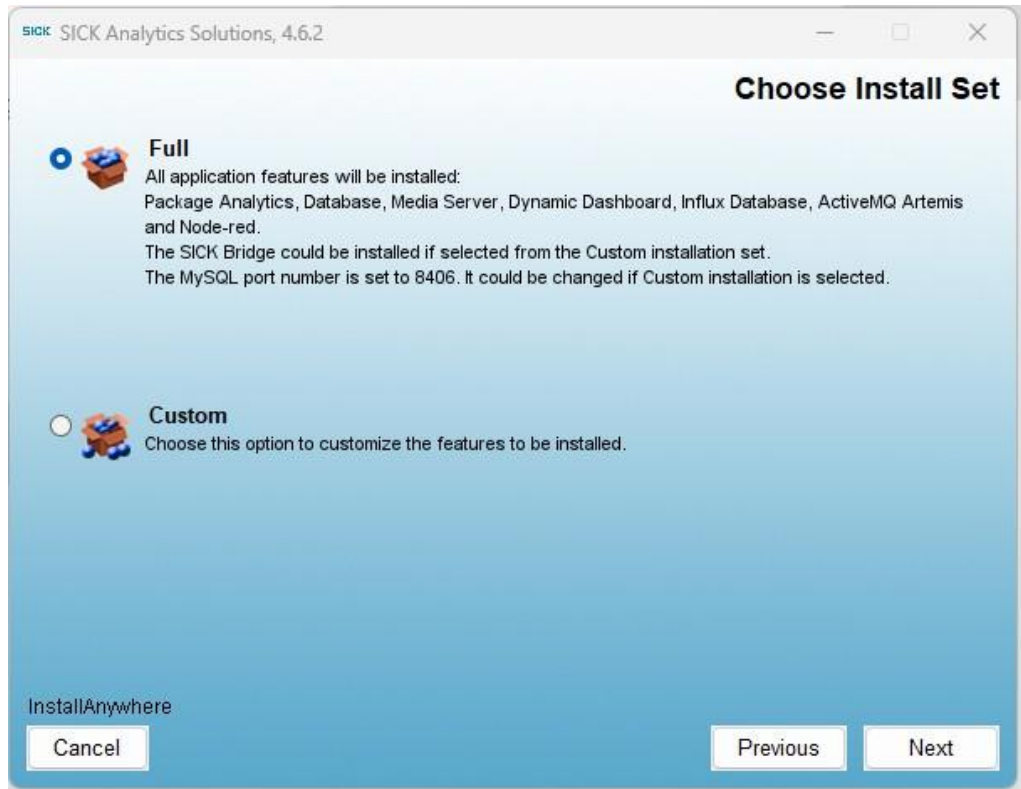 SICK SICK Analytics Solutions, 4.6.2
Choose Install Set
Full
All application features will be installed:
Package Analytics, Database, Media Server, Dynamic Dashboard, Influx Database, ActiveMQ Artemis
and Node-red.
The SICK Bridge could be installed if selected from the Custom installation set.
The MySQL port number is set to 8406. It could be changed if Custom installation is selected.
Custom
Choose this option to customize the features to be installed.
InstallAnywhere
Cancel Previous Next